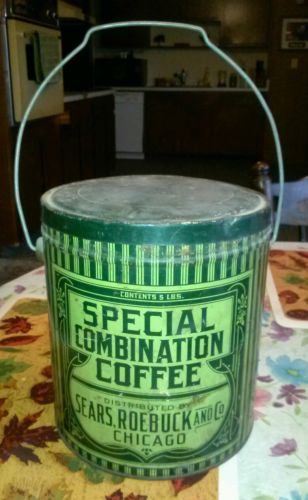 CONTENTS 5 LBS.
SPECIAL
COMBINATION
COFFEE
DISTRIBUTED BY
SEARS, ROEBUCK AND CO
CHICAGO